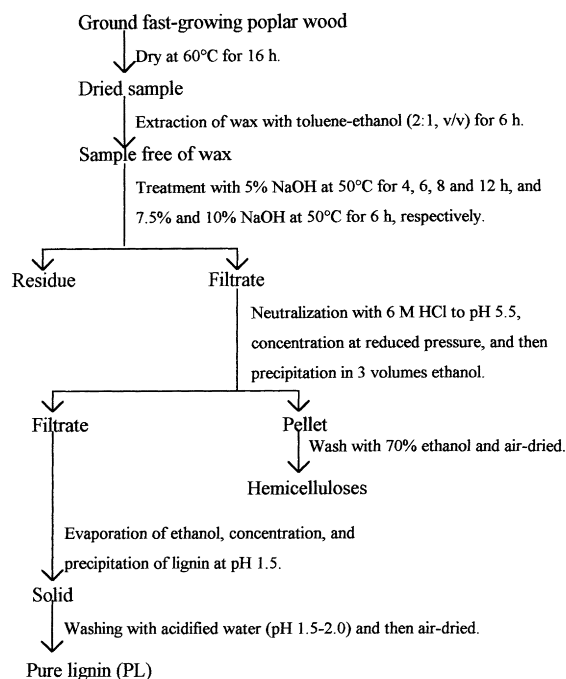 Ground fast-growing poplar wood
Dry at 60°C for 16 h.
Dried sample
Extraction of wax with toluene-ethanol (2:1, v/v) for 6 h.
Sample free of wax
Treatment with 5% NaOH at 50°C for 4, 6, 8 and 12 h, and
7.5% and 10% NaOH at 50°C for 6 h, respectively.
Residue
Filtrate
Neutralization with 6 M HCl to pH 5.5,
concentration at reduced pressure, and then
precipitation in 3 volumes ethanol.
Filtrate
Pellet
Wash with 70% ethanol and air-dried.
Hemicelluloses
Evaporation of ethanol, concentration, and
precipitation of lignin at pH 1.5.
Solid
Washing with acidified water (pH 1.5-2.0) and then air-dried.
Pure lignin (PL)